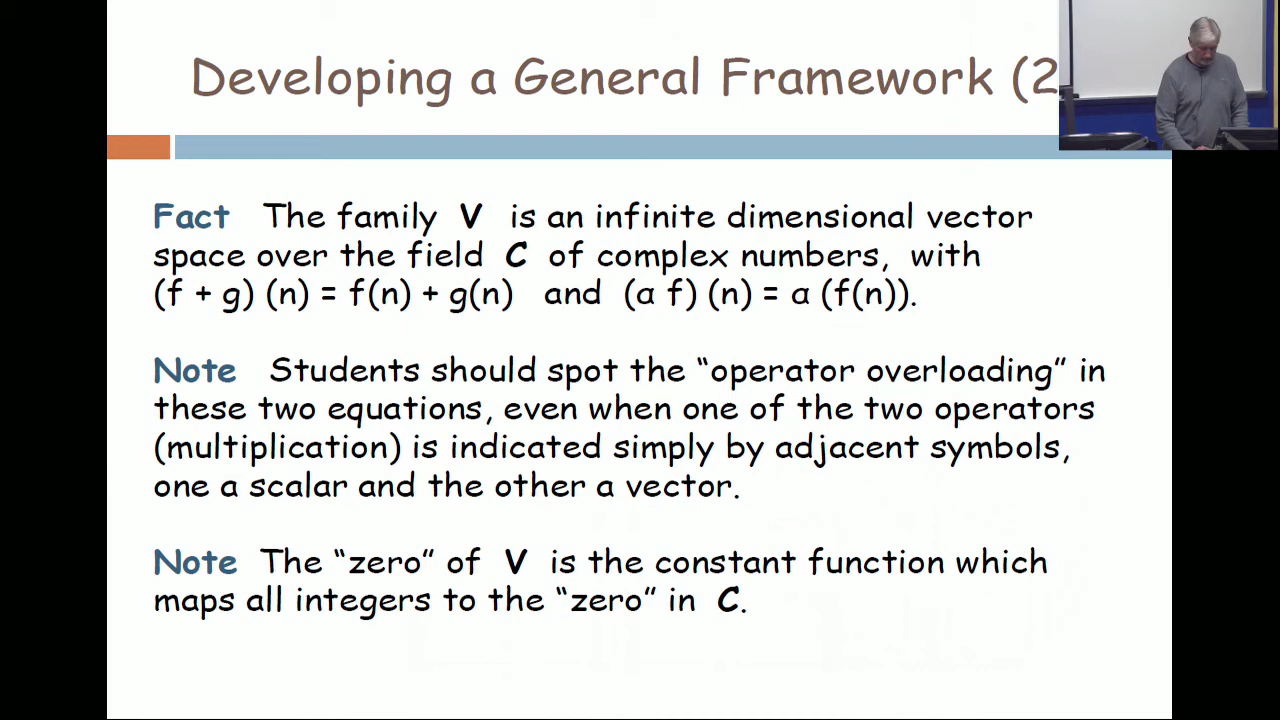 Developing a General Framework (2
Fact The family V is an infinite dimensional vector
space over the field C of complex numbers, with
(f + g) (n) = f(n) + g(n) and (α f) (n) = α (f(n)).
Note Students should spot the "operator overloading" in
these two equations, even when one of the two operators
(multiplication) is indicated simply by adjacent symbols,
one a scalar and the other a vector.
Note The "zero" of V is the constant function which
maps all integers to the "zero" in C.